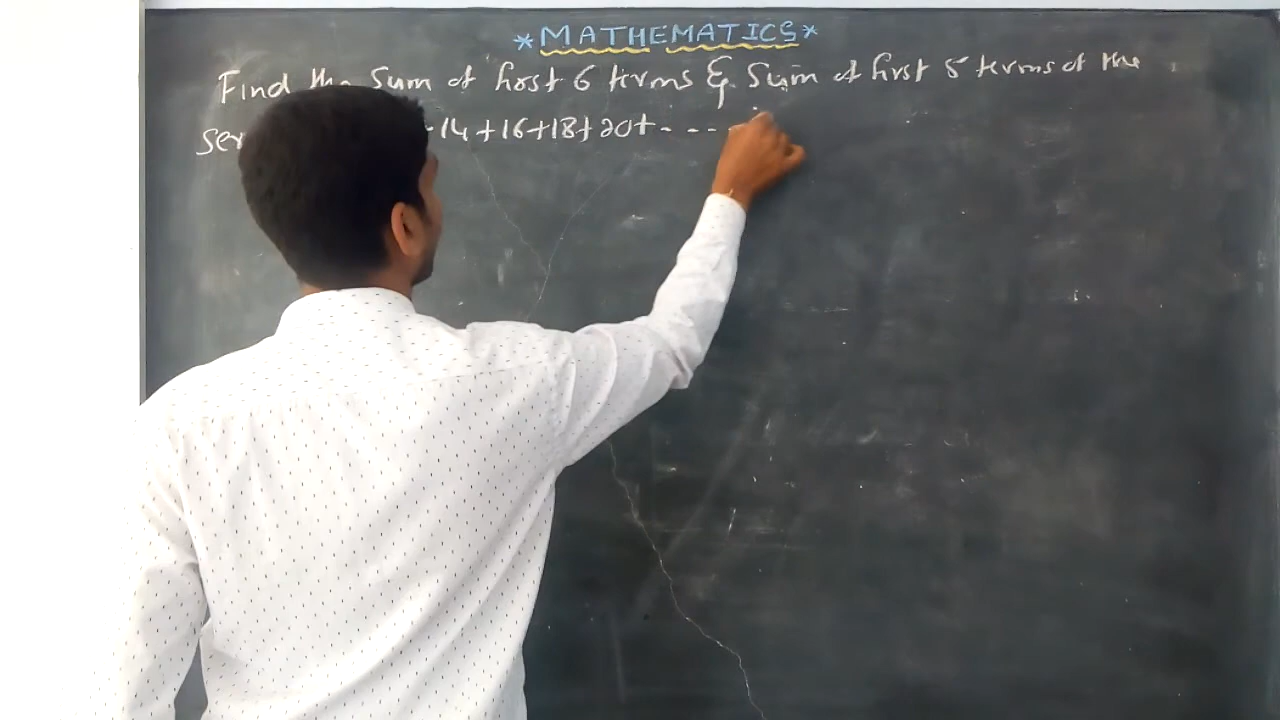 *MATHEMATICS*
Find the Sum of first 6 terms & Sum of first 5 terms of the
Ser 14+16+18+20+----